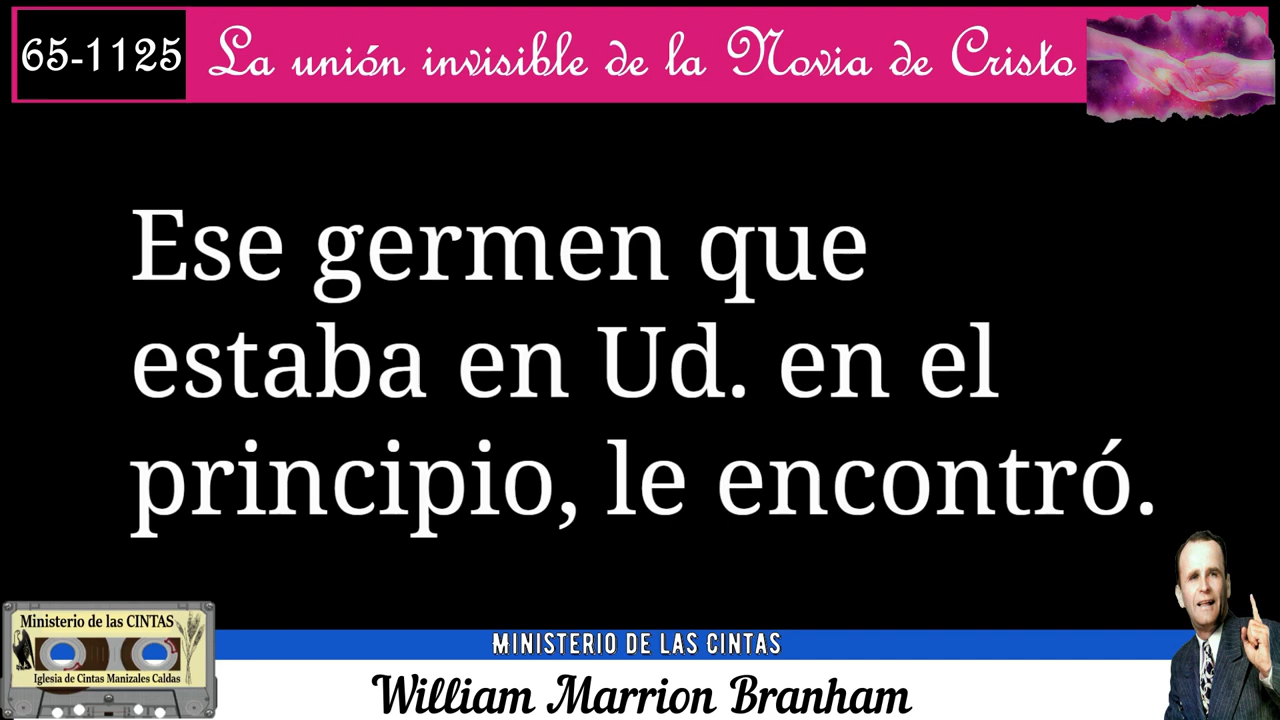 65-1125 La unión invisible de la Novia de Cristo
Ese germen que
estaba en Ud. en el
principio, le encontró.
Ministerio de las CINTAS
Iglesia de Cintas Manizales Caldas
MINISTERIO DE LAS CINTAS
William Marrion Branham